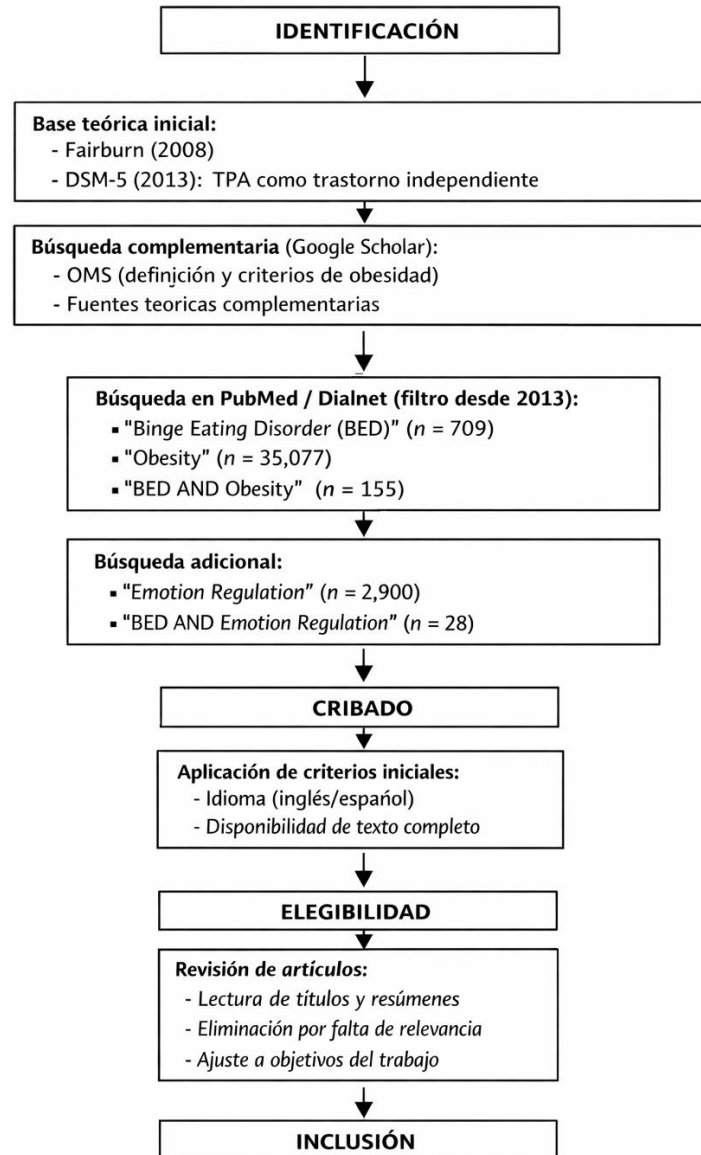 IDENTIFICACIÓN
Base teórica inicial:
- Fairburn (2008)
- DSM-5 (2013): TPA como trastorno independiente
Búsqueda complementaria (Google Scholar):
- OMS (definición y criterios de obesidad)
- Fuentes teoricas complementarias
Búsqueda en PubMed / Dialnet (filtro desde 2013):
▪ “Binge Eating Disorder (BED)” (n = 709)
▪ “Obesity” (n = 35,077)
▪ “BED AND Obesity” (n = 155)
Búsqueda adicional:
▪ “Emotion Regulation” (n = 2,900)
▪ “BED AND Emotion Regulation” (n = 28)
CRIBADO
Aplicación de criterios iniciales:
- Idioma (inglés/españoI)
- Disponibilidad de texto completo
ELEGIBILIDAD
Revisión de artículos:
- Lectura de títulos y resúmenes
- Eliminación por falta de relevancia
- Ajuste a objetivos del trabajo
INCLUSIÓN